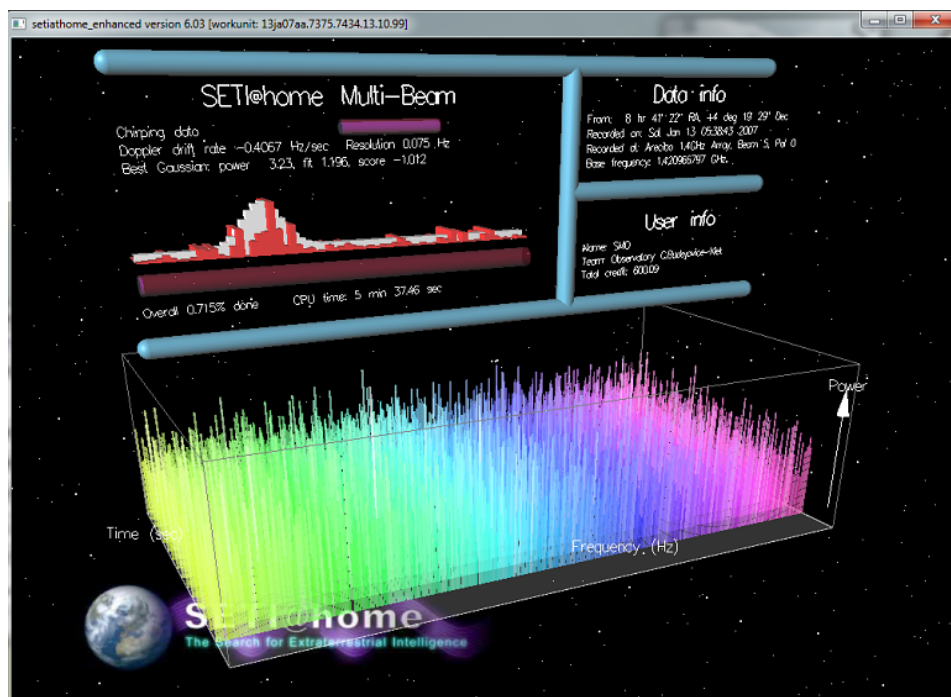 setiathome_enhanced version 6.03 [workunit: 13ja07aa.7375.7434.13.10.99]
SETI@home Multi-Beam
Chirping data
Doppler drift rate -0.4067 Hz/sec Resolution 0.075 Hz
Best Gaussian: power 3.23, fit 1.196, score -1.012
Overall 0.715% done CPU time: 5 min 37.46 sec
Data info
From: 8 hr 41' 22" RA, +4 deg 19' 29" Dec
Recorded on: Sat Jan 13 05:38:43 2007
Recorded at: Arecibo 1.4GHz Array, Beam 5, Pol 0
Base frequency: 1.420965797 GHz
User info
Name: SMO
Team: Observatory C.Budejovice-Net
Total credit: 600.09
Power
Time (sec)
Frequency (Hz)
SETI@home
The Search for Extraterrestrial Intelligence